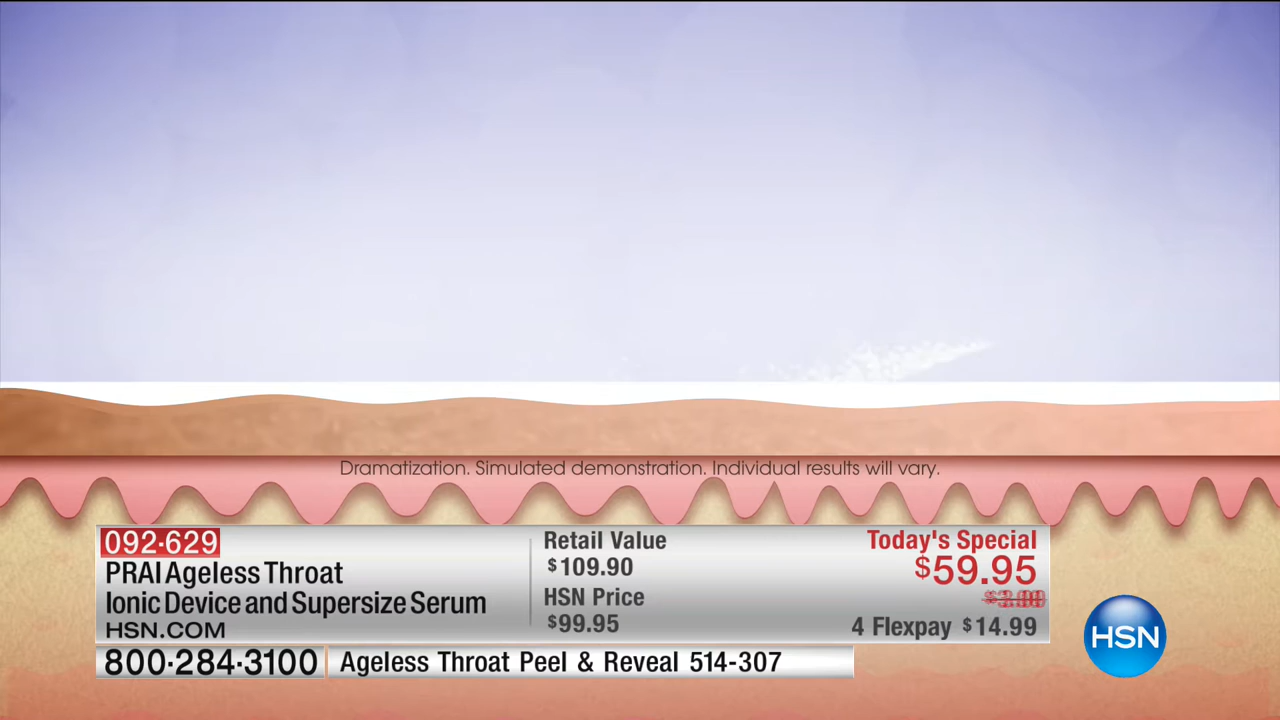 Dramatization. Simulated demonstration. Individual results will vary.
092·629
PRAI Ageless Throat
Ionic Device and Supersize Serum
HSN.COM
Retail Value
$109.90
HSN Price
$99.95
Today's Special
$59.95
4 Flexpay $14.99
HSN
800·284·3100
Ageless Throat Peel & Reveal 514-307